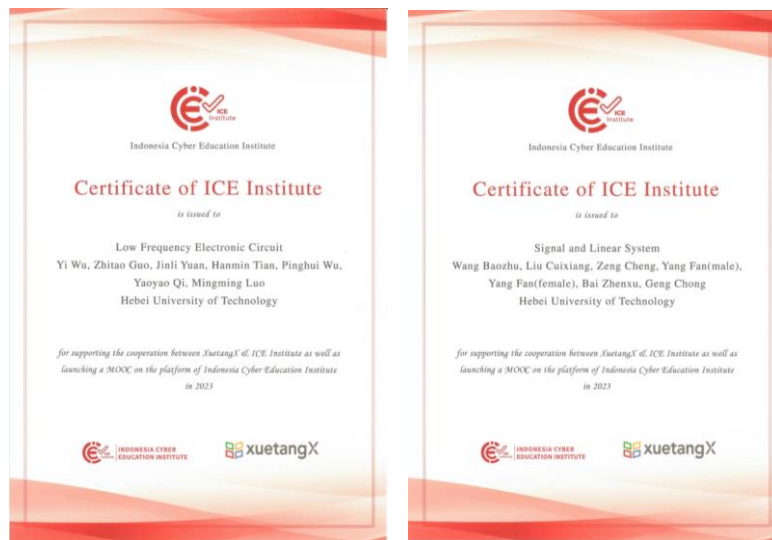 ICE
Institute
Indonesia Cyber Education Institute
Certificate of ICE Institute
is issued to
Low Frequency Electronic Circuit
Yi Wu, Zhitao Guo, Jinli Yuan, Hanmin Tian, Pinghui Wu,
Yaoyao Qi, Mingming Luo
Hebei University of Technology
for supporting the cooperation between XuetangX & ICE Institute as well as
launching a MOOC on the platform of Indonesia Cyber Education Institute
in 2023
INDONESIA CYBER
EDUCATION INSTITUTE
xuetangX
ICE
Institute
Indonesia Cyber Education Institute
Certificate of ICE Institute
is issued to
Signal and Linear System
Wang Baozhu, Liu Cuixiang, Zeng Cheng, Yang Fan(male),
Yang Fan(female), Bai Zhenxu, Geng Chong
Hebei University of Technology
for supporting the cooperation between XuetangX & ICE Institute as well as
launching a MOOC on the platform of Indonesia Cyber Education Institute
in 2023
INDONESIA CYBER
EDUCATION INSTITUTE
xuetangX